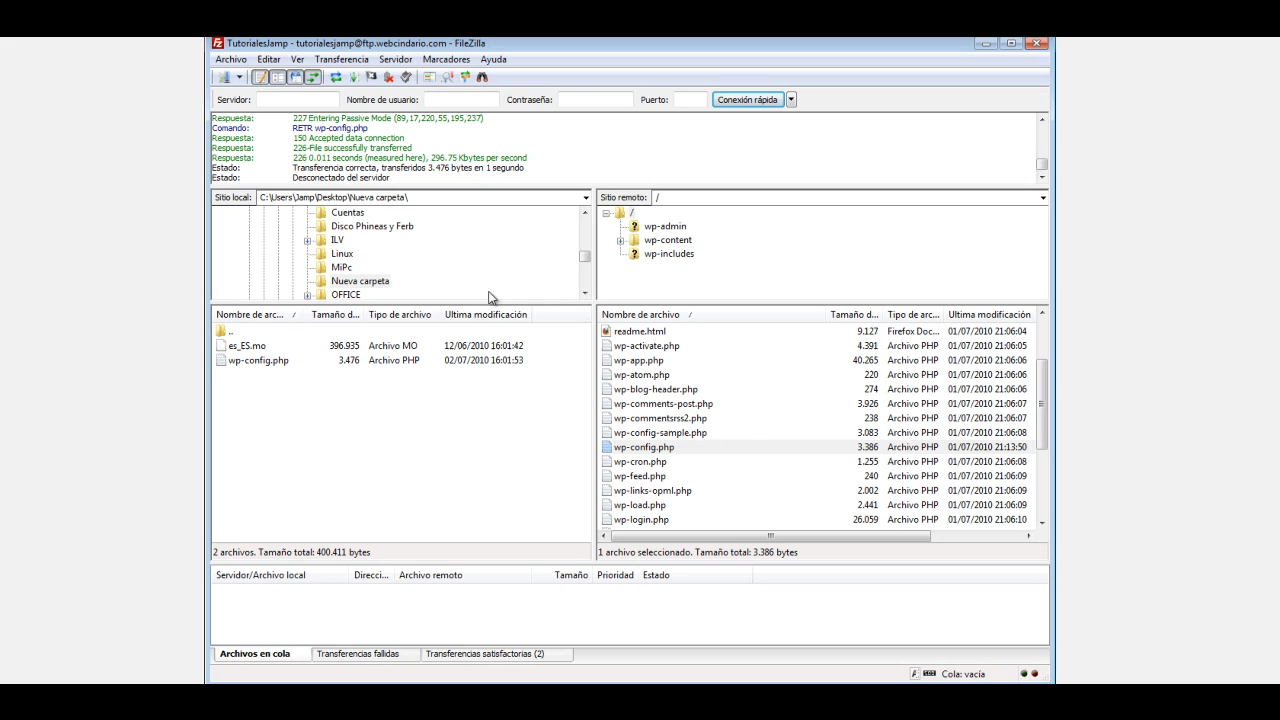 TutorialesJamp - tutorialesjamp@ftp.webcindario.com - FileZilla
Archivo Editar Ver Transferencia Servidor Marcadores Ayuda
Servidor: Nombre de usuario: Contraseña: Puerto: Conexión rápida
Respuesta: 227 Entering Passive Mode (89,17,220,55,195,237)
Comando: RETR wp-config.php
Respuesta: 150 Accepted data connection
Respuesta: 226-File successfully transferred
Respuesta: 226 0.011 seconds (measured here), 296.75 Kbytes per second
Estado: Transferencia correcta, transferidos 3.476 bytes en 1 segundo
Estado: Desconectado del servidor
Sitio local: C:\Users\Jamp\Desktop\Nueva carpeta\
Cuentas
Disco Phineas y Ferb
ILV
Linux
MiPc
Nueva carpeta
OFFICE
Sitio remoto: /
/
wp-admin
wp-content
wp-includes
Nombre de arc... / Tamaño d... Tipo de archivo Ultima modificación
..
es_ES.mo 396.935 Archivo MO 12/06/2010 16:01:42
wp-config.php 3.476 Archivo PHP 02/07/2010 16:01:53
2 archivos. Tamaño total: 400.411 bytes
Nombre de archivo / Tamaño d... Tipo de arc... Ultima modificación
readme.html 9.127 Firefox Doc... 01/07/2010 21:06:04
wp-activate.php 4.391 Archivo PHP 01/07/2010 21:06:05
wp-app.php 40.265 Archivo PHP 01/07/2010 21:06:06
wp-atom.php 220 Archivo PHP 01/07/2010 21:06:06
wp-blog-header.php 274 Archivo PHP 01/07/2010 21:06:06
wp-comments-post.php 3.926 Archivo PHP 01/07/2010 21:06:07
wp-commentsrss2.php 238 Archivo PHP 01/07/2010 21:06:07
wp-config-sample.php 3.083 Archivo PHP 01/07/2010 21:06:08
wp-config.php 3.386 Archivo PHP 01/07/2010 21:13:50
wp-cron.php 1.255 Archivo PHP 01/07/2010 21:06:08
wp-feed.php 240 Archivo PHP 01/07/2010 21:06:09
wp-links-opml.php 2.002 Archivo PHP 01/07/2010 21:06:09
wp-load.php 2.441 Archivo PHP 01/07/2010 21:06:09
wp-login.php 26.059 Archivo PHP 01/07/2010 21:06:10
1 archivo seleccionado. Tamaño total: 3.386 bytes
Servidor/Archivo local Direcci... Archivo remoto Tamaño Prioridad Estado
Archivos en cola Transferencias fallidas Transferencias satisfactorias (2)
Cola: vacía